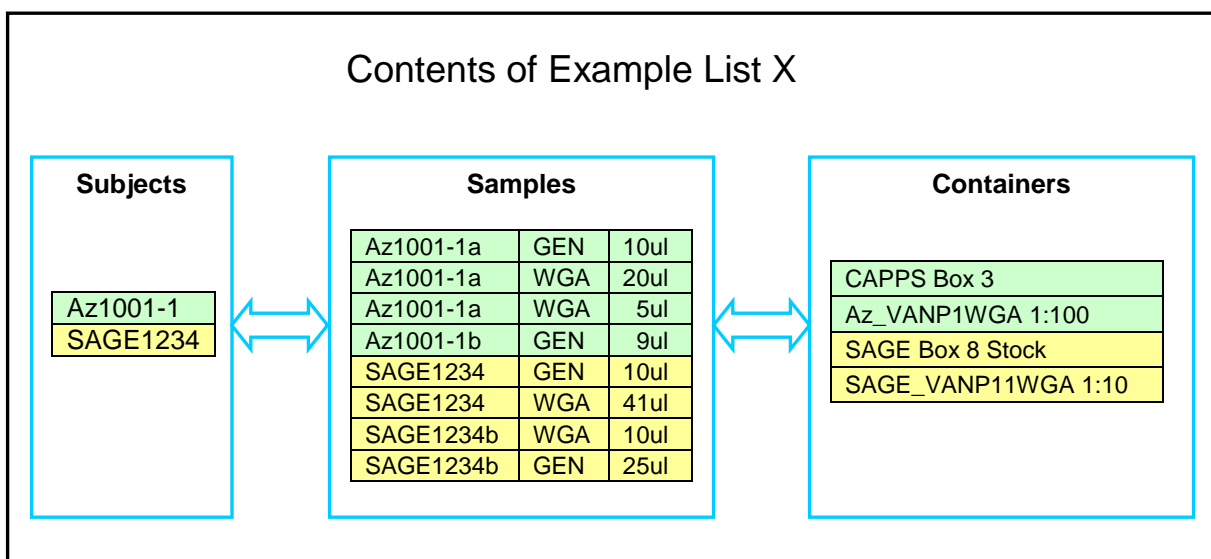 Contents of Example List X
Subjects
Az1001-1
SAGE1234
Samples
Az1001-1a GEN 10ul
Az1001-1a WGA 20ul
Az1001-1a WGA 5ul
Az1001-1b GEN 9ul
SAGE1234 GEN 10ul
SAGE1234 WGA 41ul
SAGE1234b WGA 10ul
SAGE1234b GEN 25ul
Containers
CAPPS Box 3
Az_VANP1WGA 1:100
SAGE Box 8 Stock
SAGE_VANP11WGA 1:10